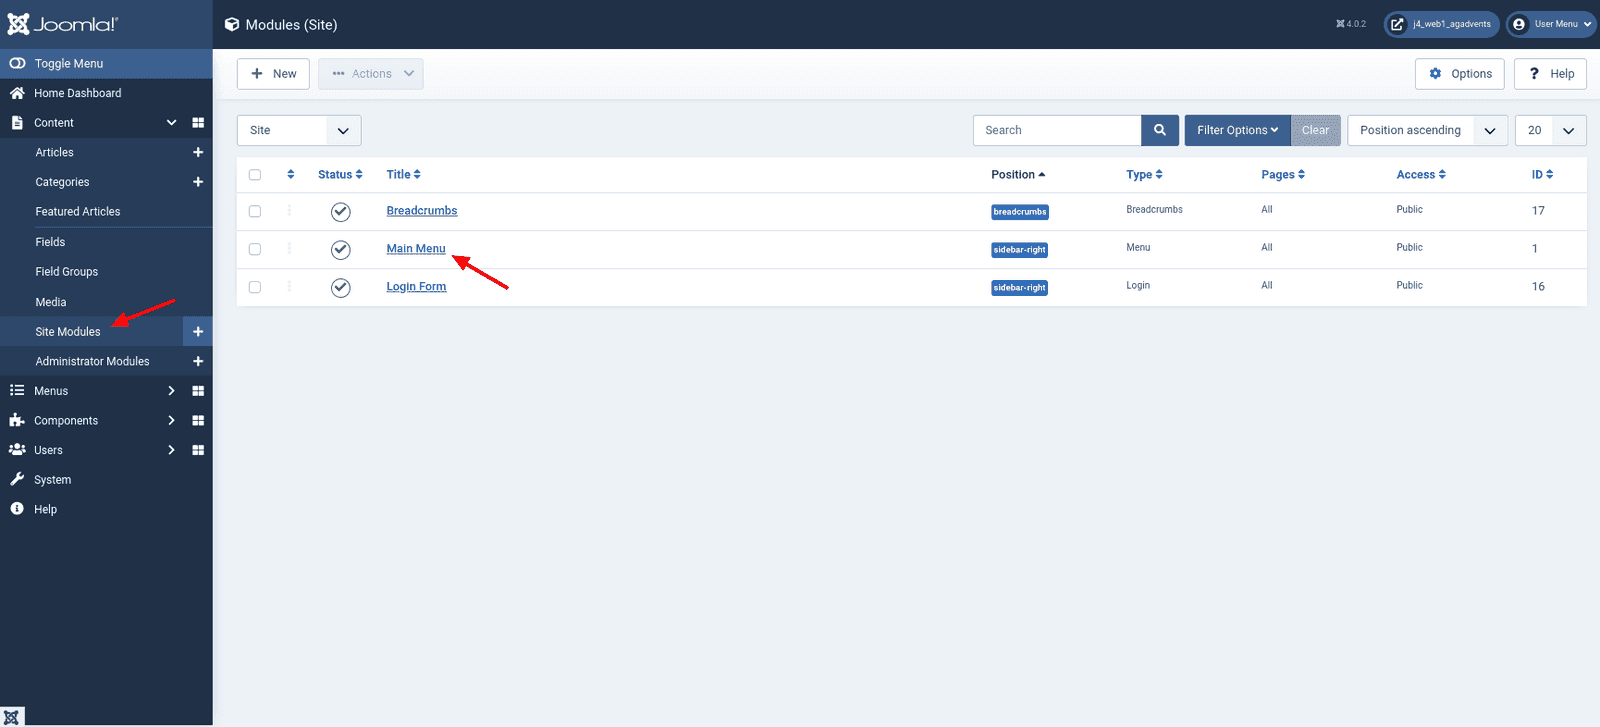 Joomla!® Modules (Site) 4.0.2 j4_web1_agadvents User Menu
Toggle Menu
Home Dashboard
Content
Articles
Categories
Featured Articles
Fields
Field Groups
Media
Site Modules
Administrator Modules
Menus
Components
Users
System
Help
New Actions Options Help
Site Search Filter Options Clear Position ascending 20
Status Title Position Type Pages Access ID
Breadcrumbs breadcrumbs Breadcrumbs All Public 17
Main Menu sidebar-right Menu All Public 1
Login Form sidebar-right Login All Public 16